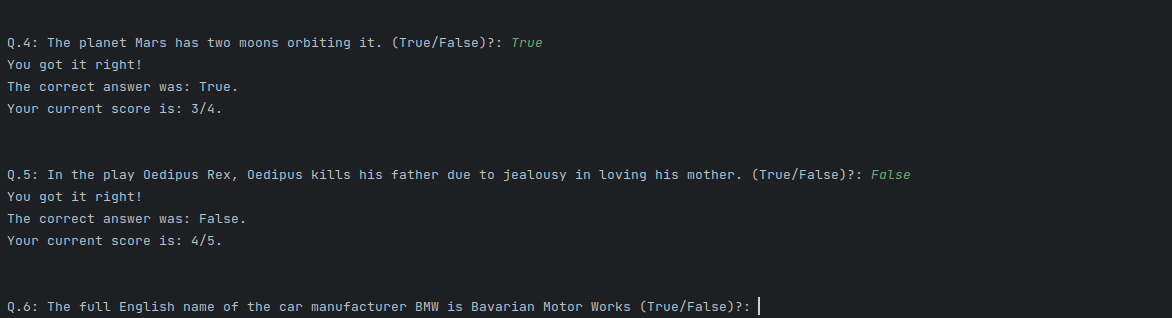 Q.4: The planet Mars has two moons orbiting it. (True/False)?: True
You got it right!
The correct answer was: True.
Your current score is: 3/4.
Q.5: In the play Oedipus Rex, Oedipus kills his father due to jealousy in loving his mother. (True/False)?: False
You got it right!
The correct answer was: False.
Your current score is: 4/5.
Q.6: The full English name of the car manufacturer BMW is Bavarian Motor Works (True/False)?: